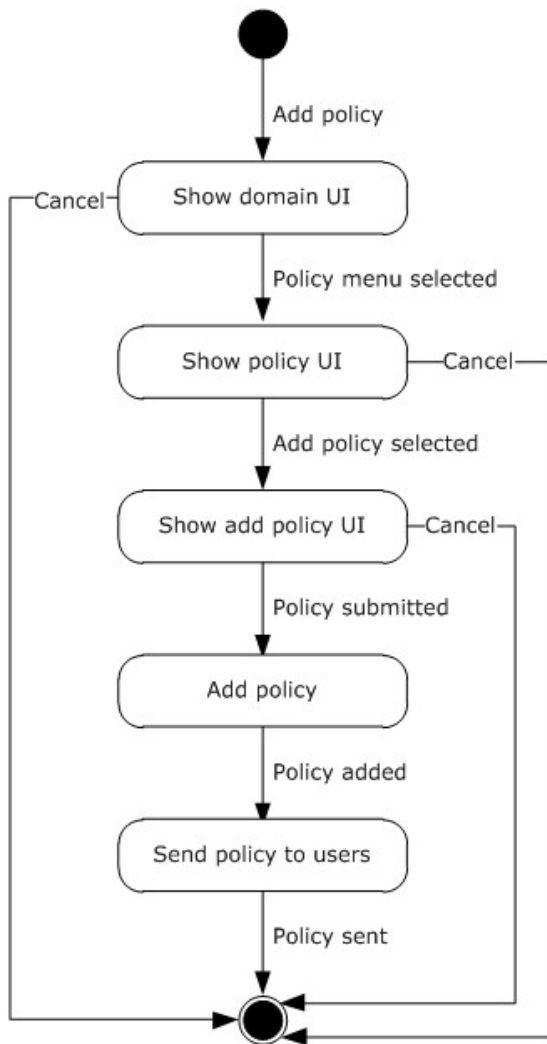 Add policy
Cancel
Show domain UI
Policy menu selected
Show policy UI
Cancel
Add policy selected
Show add policy UI
Cancel
Policy submitted
Add policy
Policy added
Send policy to users
Policy sent